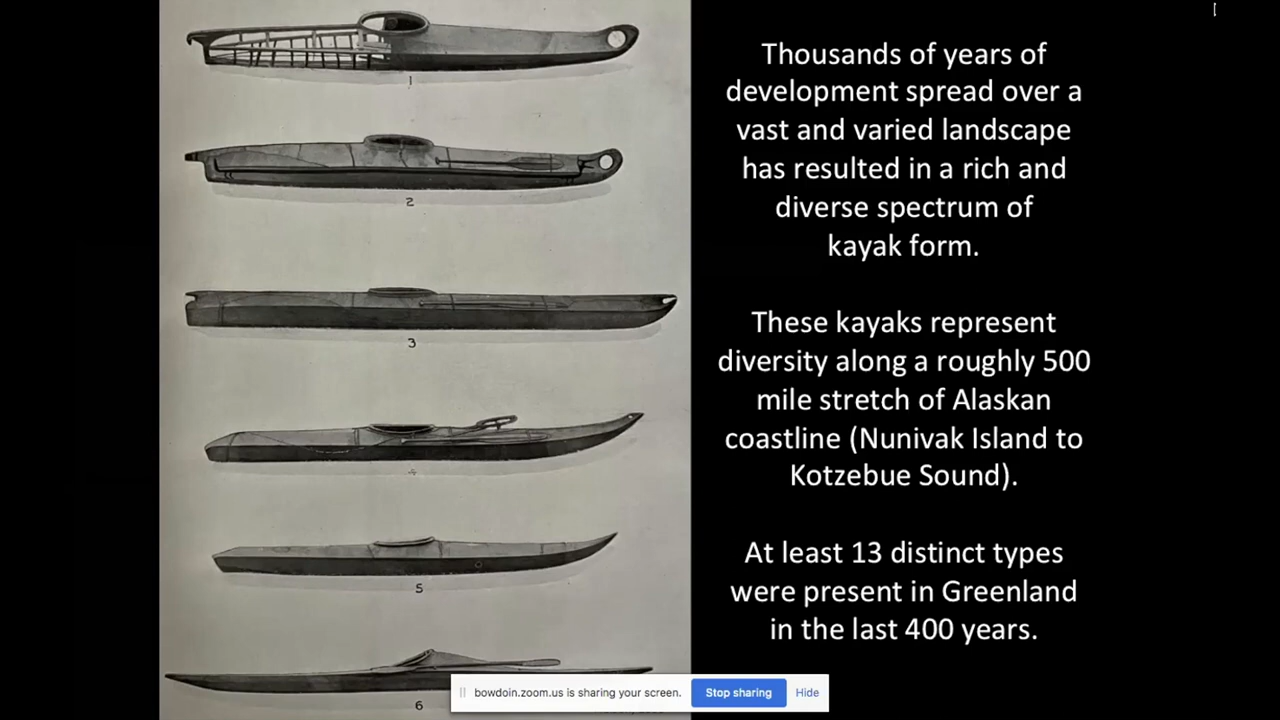 1
2
3
5
6
Thousands of years of
development spread over a
vast and varied landscape
has resulted in a rich and
diverse spectrum of
kayak form.
These kayaks represent
diversity along a roughly 500
mile stretch of Alaskan
coastline (Nunivak Island to
Kotzebue Sound).
At least 13 distinct types
were present in Greenland
in the last 400 years.
bowdoin.zoom.us is sharing your screen.
Stop sharing
Hide